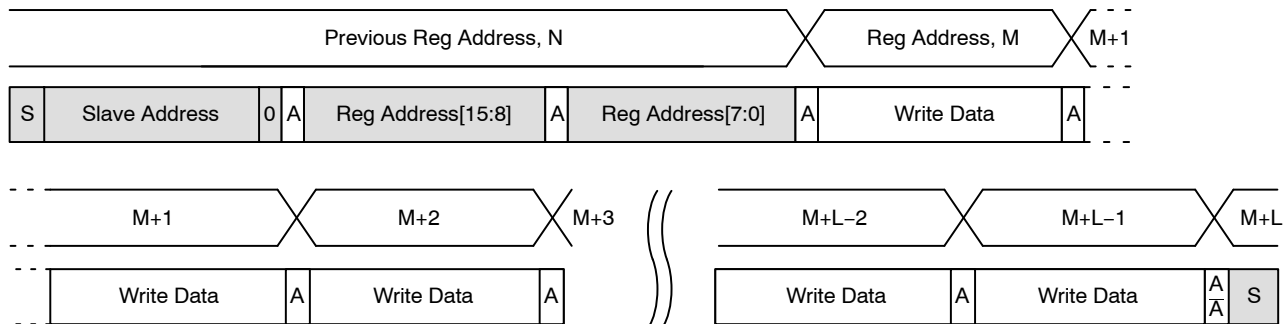 Previous Reg Address, N Reg Address, M M+1
S Slave Address 0 A Reg Address[15:8] A Reg Address[7:0] A Write Data A
M+1 M+2 M+3 M+L−2 M+L−1 M+L
Write Data A Write Data A Write Data A Write Data A/A̅ S